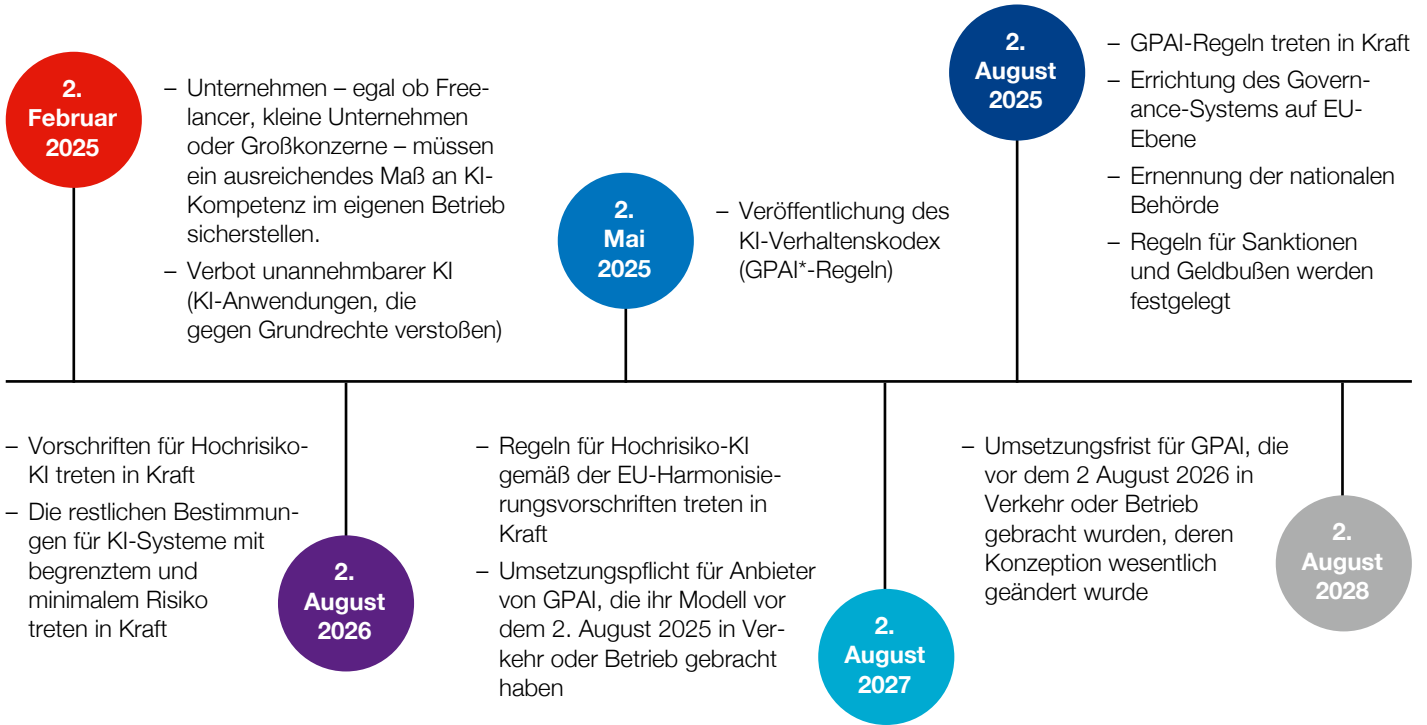 2.
Februar
2025
– Unternehmen – egal ob Free-
lancer, kleine Unternehmen
oder Großkonzerne – müssen
ein ausreichendes Maß an KI-
Kompetenz im eigenen Betrieb
sicherstellen.
– Verbot unannehmbarer KI
(KI-Anwendungen, die
gegen Grundrechte verstoßen)
2.
Mai
2025
– Veröffentlichung des
KI-Verhaltenskodex
(GPAI*-Regeln)
2.
August
2025
– GPAI-Regeln treten in Kraft
– Errichtung des Govern-
ance-Systems auf EU-
Ebene
– Ernennung der nationalen
Behörde
– Regeln für Sanktionen
und Geldbußen werden
festgelegt
– Vorschriften für Hochrisiko-
KI treten in Kraft
– Die restlichen Bestimmun-
gen für KI-Systeme mit
begrenztem und
minimalem Risiko
treten in Kraft
2.
August
2026
– Regeln für Hochrisiko-KI
gemäß der EU-Harmonisie-
rungsvorschriften treten in
Kraft
– Umsetzungspflicht für Anbieter
von GPAI, die ihr Modell vor
dem 2. August 2025 in Ver-
kehr oder Betrieb gebracht
haben
2.
August
2027
– Umsetzungsfrist für GPAI, die
vor dem 2 August 2026 in
Verkehr oder Betrieb
gebracht wurden, deren
Konzeption wesentlich
geändert wurde
2.
August
2028